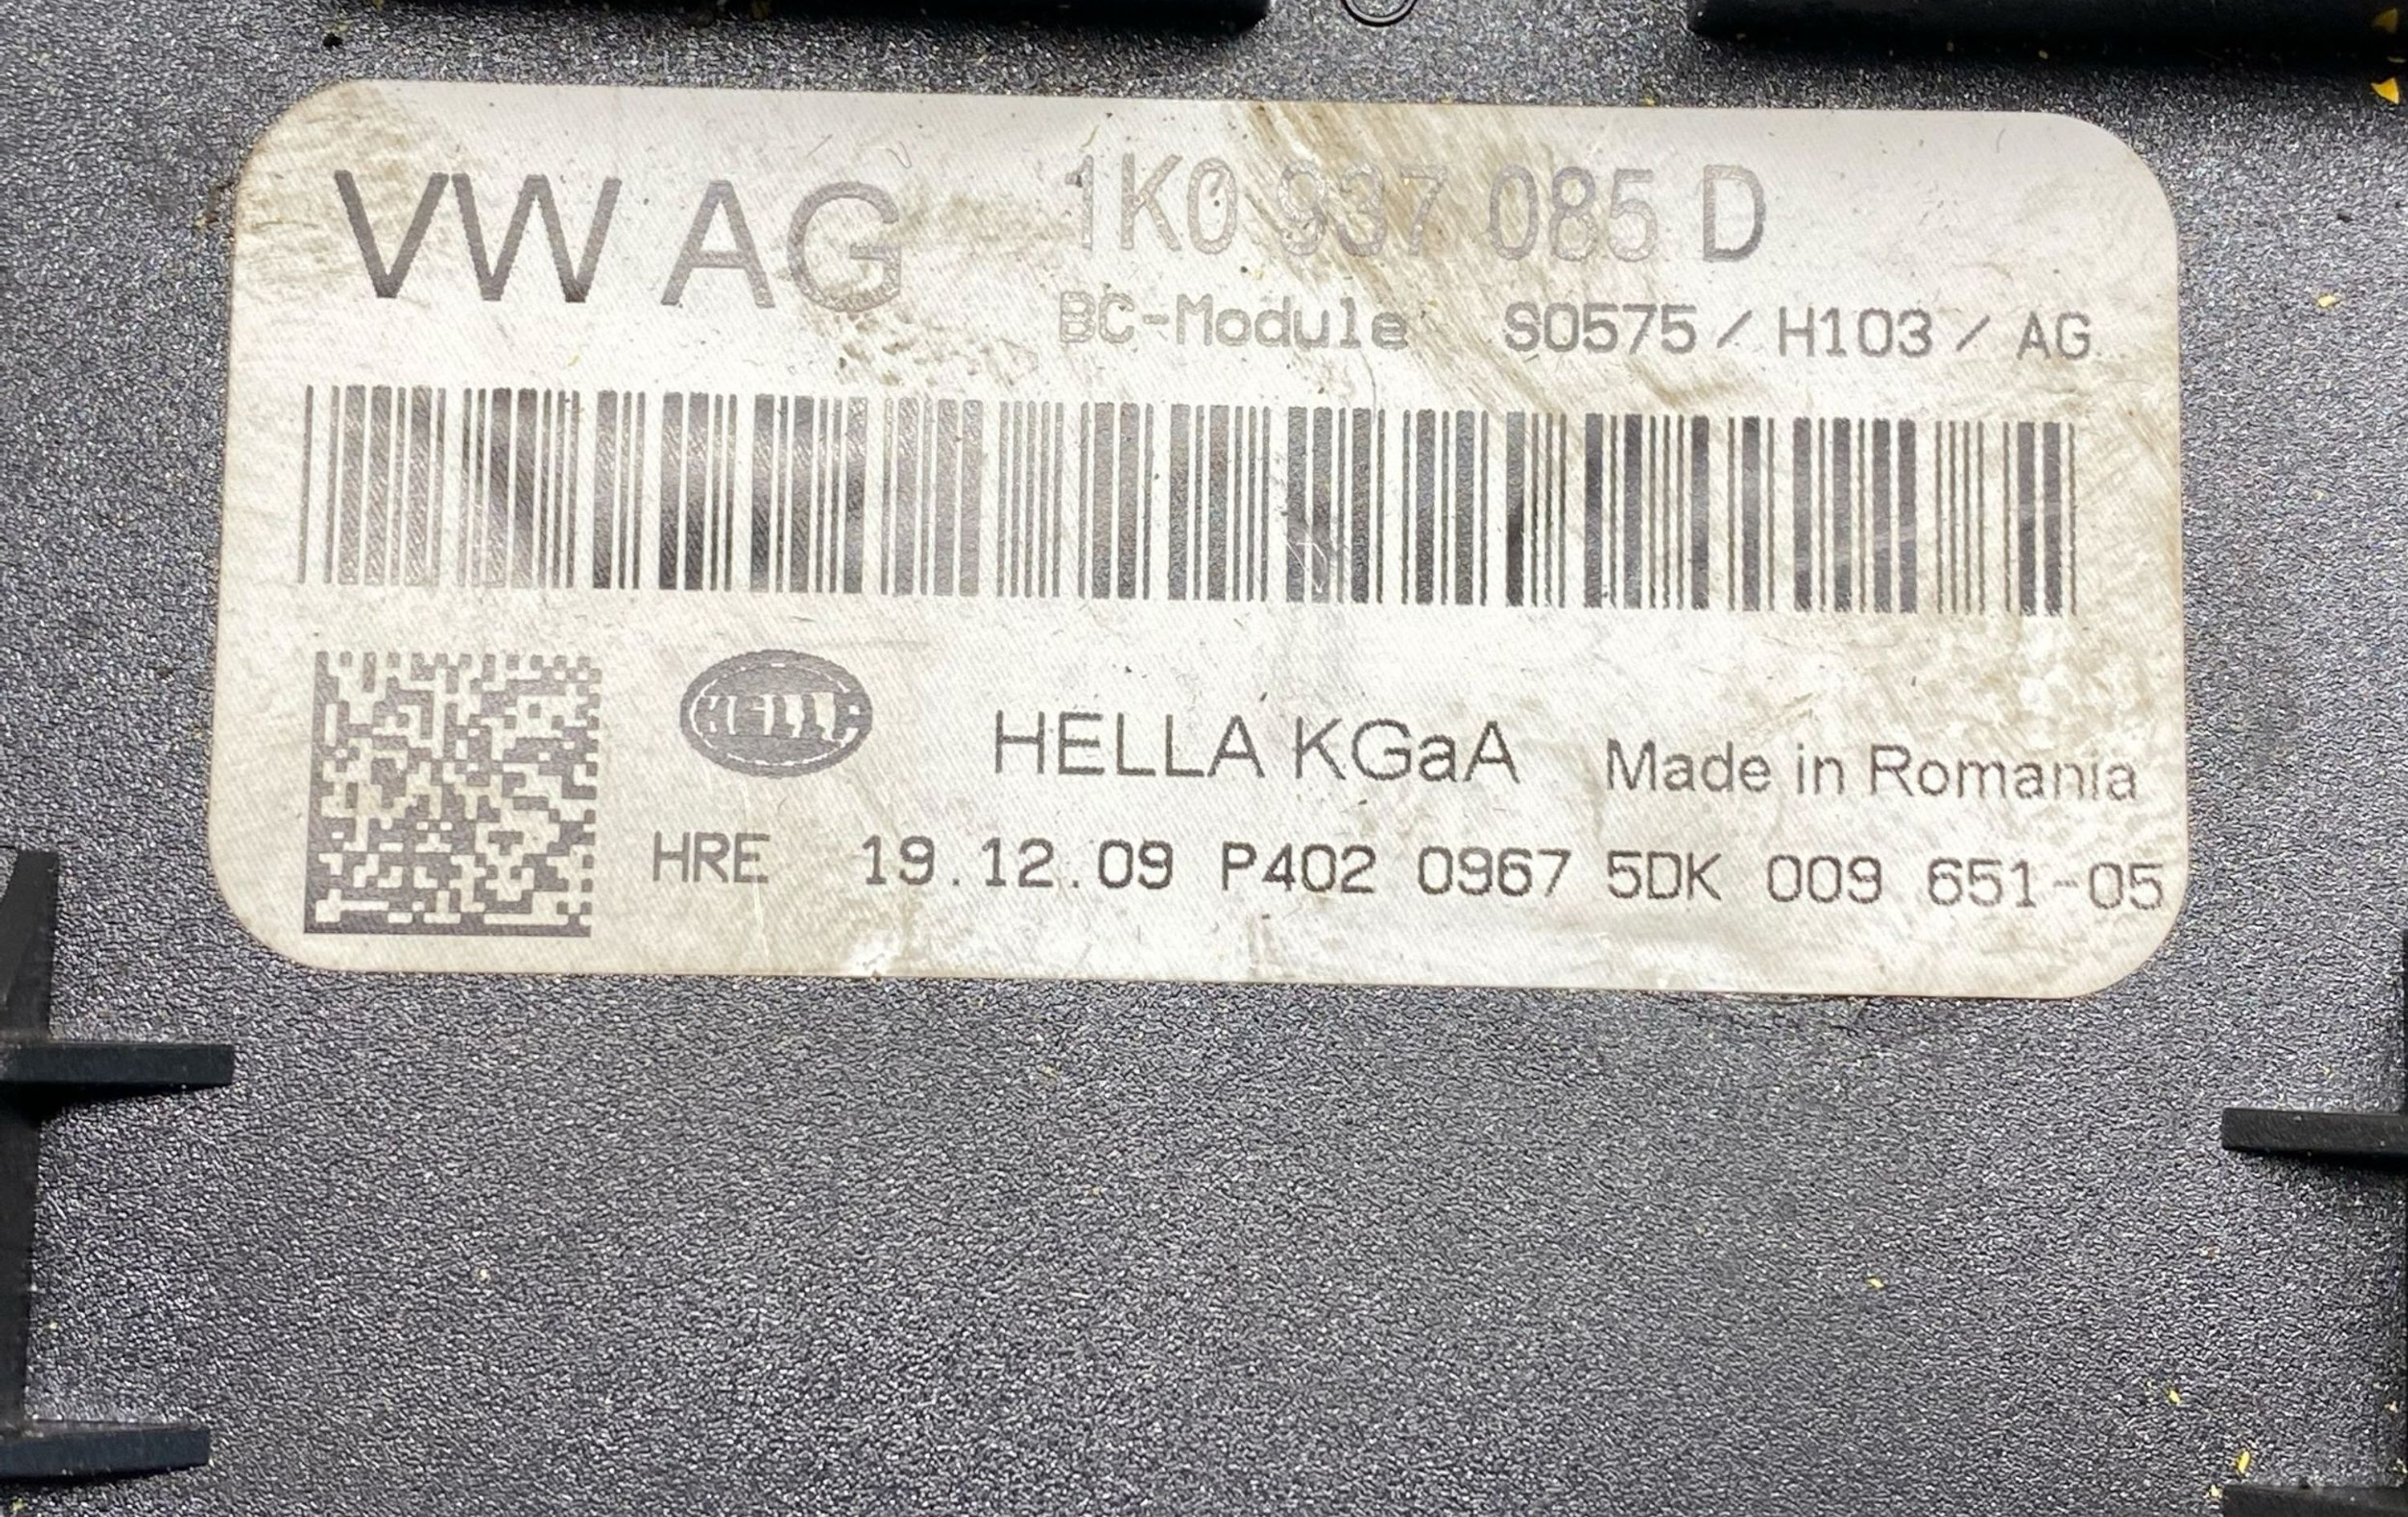 VW AG 1K0 937 085 D
BC-Module S0575 / H103 / AG
HELLA
HELLA KGaA Made in Romania
HRE 19.12.09 P402 0967 5DK 009 651-05